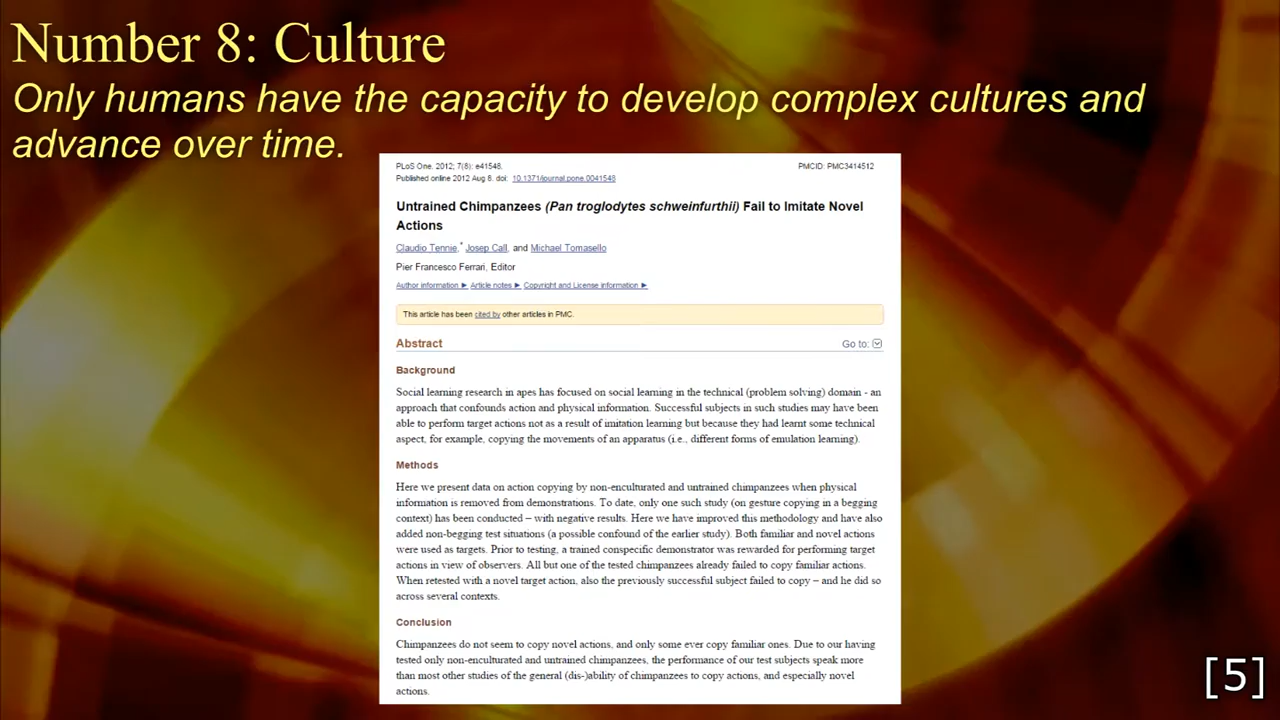 Number 8: Culture
Only humans have the capacity to develop complex cultures and
advance over time.
PLoS One. 2012; 7(8): e41548.
PMCID: PMC3414512
Published online 2012 Aug 8. doi: 10.1371/journal.pone.0041548
Untrained Chimpanzees (Pan troglodytes schweinfurthii) Fail to Imitate Novel
Actions
Claudio Tennie,* Josep Call, and Michael Tomasello
Pier Francesco Ferrari, Editor
Author information ► Article notes ► Copyright and License information ►
This article has been cited by other articles in PMC.
Abstract
Go to:
Background
Social learning research in apes has focused on social learning in the technical (problem solving) domain - an
approach that confounds action and physical information. Successful subjects in such studies may have been
able to perform target actions not as a result of imitation learning but because they had learnt some technical
aspect, for example, copying the movements of an apparatus (i.e., different forms of emulation learning).
Methods
Here we present data on action copying by non-enculturated and untrained chimpanzees when physical
information is removed from demonstrations. To date, only one such study (on gesture copying in a begging
context) has been conducted – with negative results. Here we have improved this methodology and have also
added non-begging test situations (a possible confound of the earlier study). Both familiar and novel actions
were used as targets. Prior to testing, a trained conspecific demonstrator was rewarded for performing target
actions in view of observers. All but one of the tested chimpanzees already failed to copy familiar actions.
When retested with a novel target action, also the previously successful subject failed to copy – and he did so
across several contexts.
Conclusion
Chimpanzees do not seem to copy novel actions, and only some ever copy familiar ones. Due to our having
tested only non-enculturated and untrained chimpanzees, the performance of our test subjects speak more
than most other studies of the general (dis-)ability of chimpanzees to copy actions, and especially novel
actions.
[5]